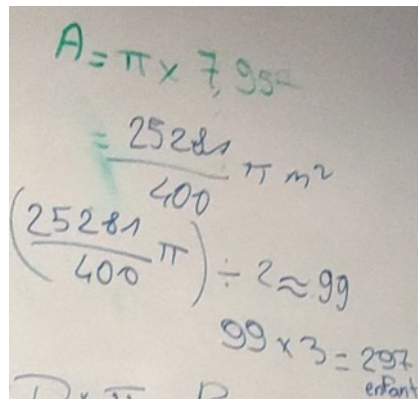 A = π × 7,95²
= 25281/400 π m²
(25281/400 π) ÷ 2 ≈ 99
99 × 3 = 297
enfant